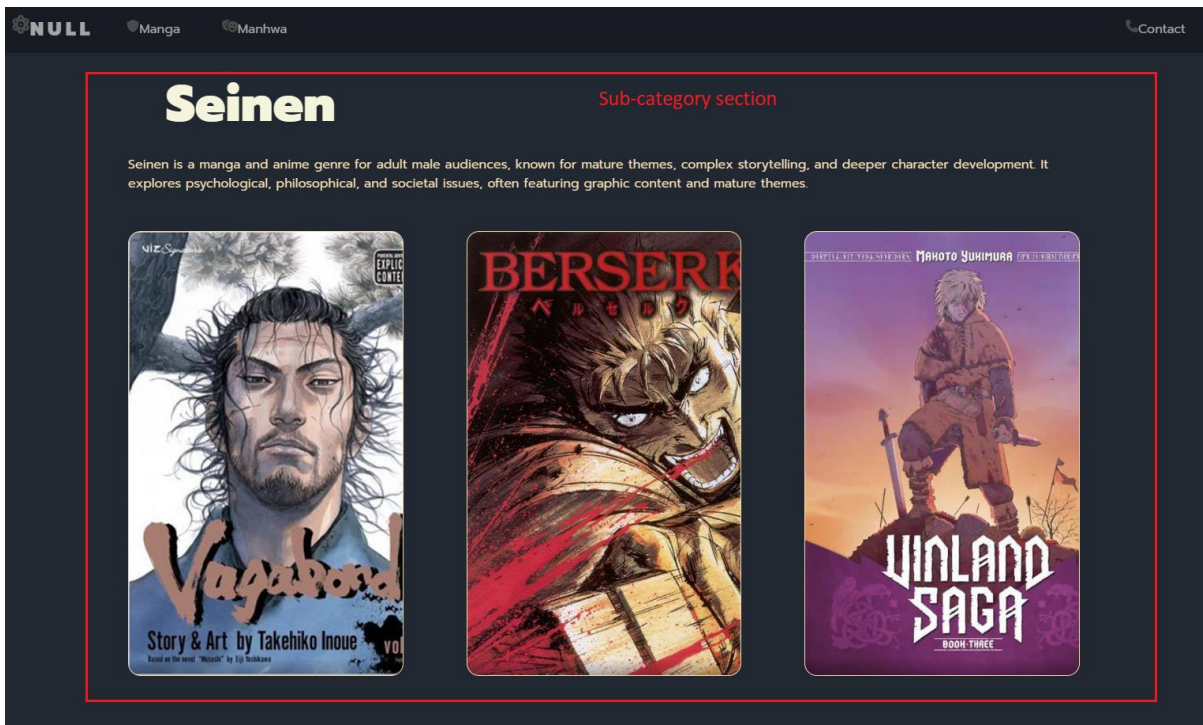 NULL
Manga
Manhwa
Contact
Seinen
Sub-category section
Seinen is a manga and anime genre for adult male audiences, known for mature themes, complex storytelling, and deeper character development. It
explores psychological, philosophical, and societal issues, often featuring graphic content and mature themes.
VIZ Signature
EXPLIC
CONTE
Vagabond
Story & Art by Takehiko Inoue
vol
Based on the novel "Musashi" by Eiji Yoshikawa
BERSERK
ベルセルク
MAKOTO YUKIMURA
VINLAND
SAGA
BOOK THREE